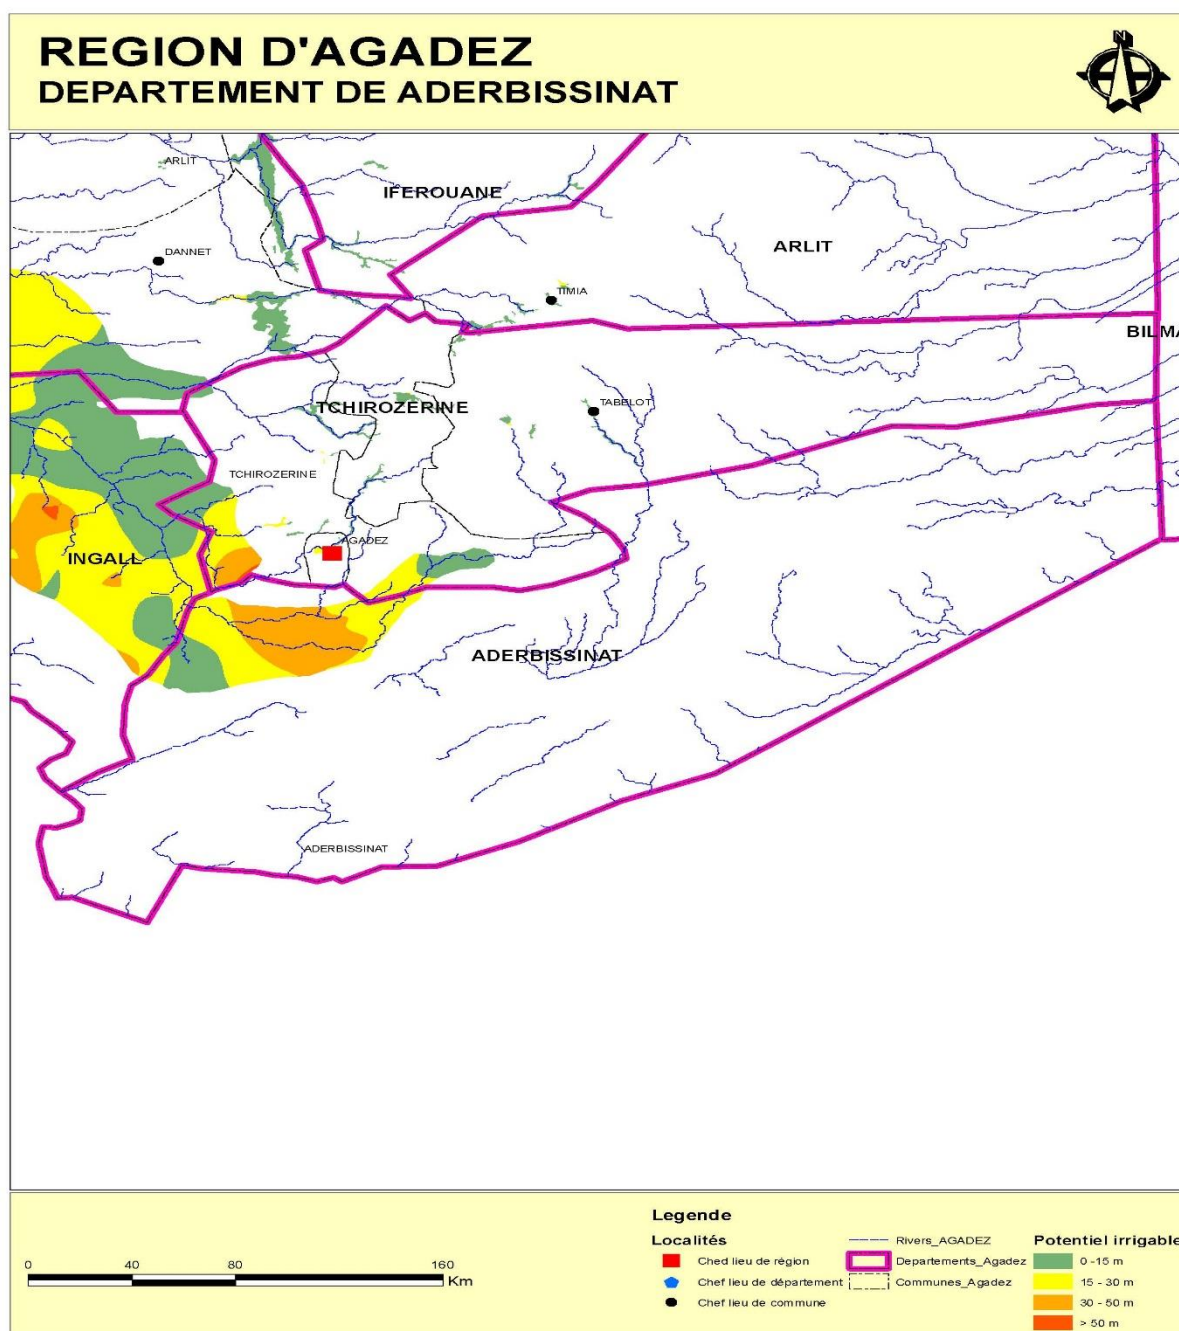 REGION D'AGADEZ
DEPARTEMENT DE ADERBISSINAT
N
ARLIT
IFEROUANE
ARLIT
DANNET
TIMIA
BILMA
TCHIROZERINE
TABELOT
TCHIROZERINE
AGADEZ
INGALL
ADERBISSINAT
ADERBISSINAT
Legende
Localités
Ched lieu de région
Chef lieu de département
Chef lieu de commune
Rivers_AGADEZ
Departements_Agadez
Communes_Agadez
Potentiel irrigable
0 -15 m
15 - 30 m
30 - 50 m
> 50 m
0 40 80 160
Km